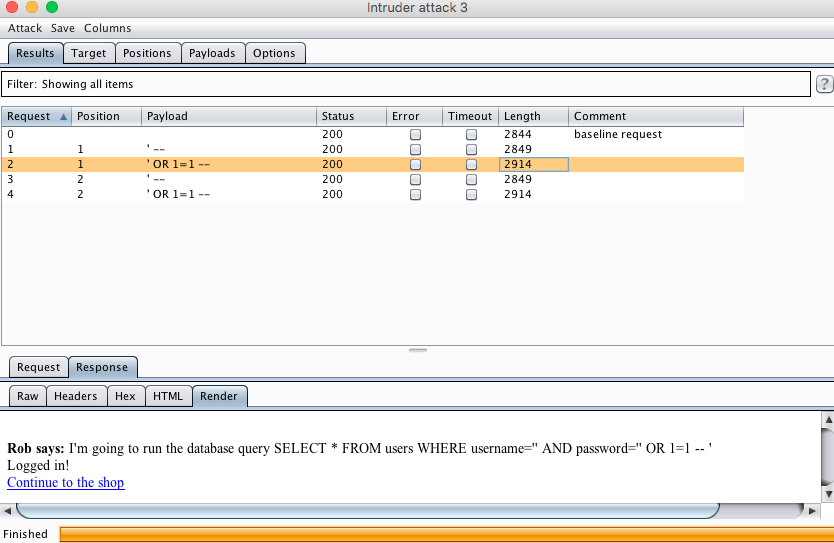 Intruder attack 3
Attack Save Columns
Results Target Positions Payloads Options
Filter: Showing all items
?
Request Position Payload Status Error Timeout Length Comment
0 200 2844 baseline request
1 1 ' -- 200 2849
2 1 ' OR 1=1 -- 200 2914
3 2 ' -- 200 2849
4 2 ' OR 1=1 -- 200 2914
Request Response
Raw Headers Hex HTML Render
Rob says: I'm going to run the database query SELECT * FROM users WHERE username='' AND password='' OR 1=1 -- '
Logged in!
Continue to the shop
Finished